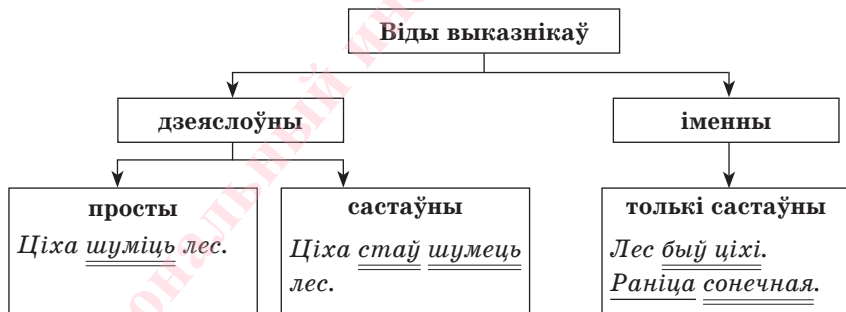 Віды выказнікаў
дзеяслоўны
іменны
просты
Ціха шуміць лес.
састаўны
Ціха стаў шумець
лес.
толькі састаўны
Лес быў ціхі.
Раніца сонечная.